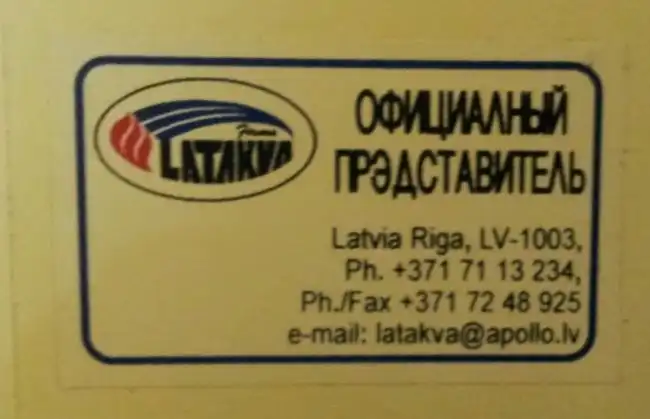 Firma
LATAKVA
ОФИЦИАЛНЫЙ
ПРЭДСТАВИТЕЛЬ
Latvia Riga, LV-1003,
Ph. +371 71 13 234,
Ph./Fax +371 72 48 925
e-mail: latakva@apollo.lv